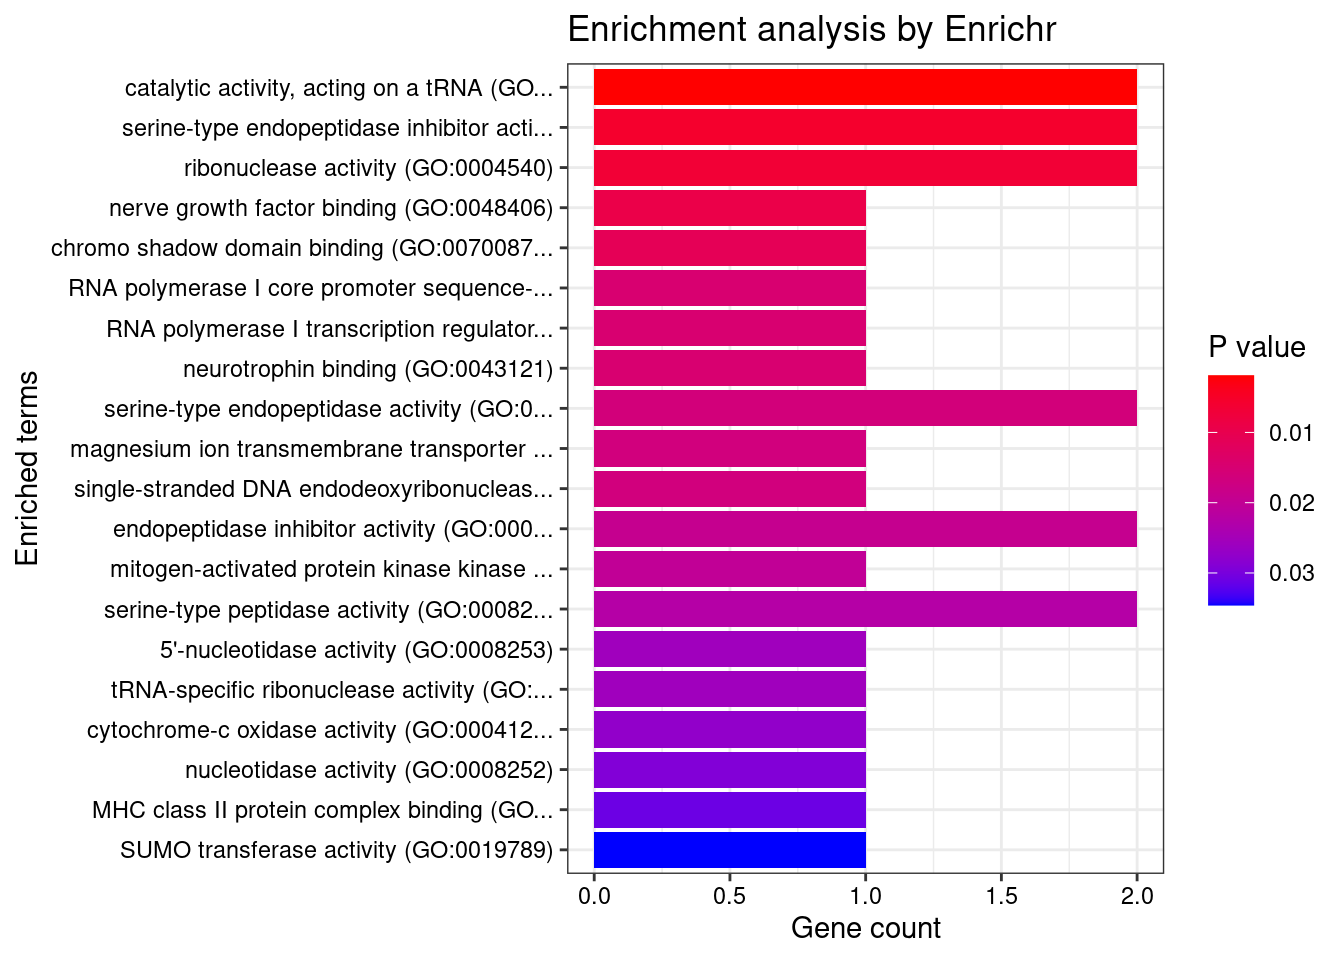 Enrichment analysis by Enrichr
catalytic activity, acting on a tRNA (GO...
serine-type endopeptidase inhibitor acti...
ribonuclease activity (GO:0004540)
nerve growth factor binding (GO:0048406)
chromo shadow domain binding (GO:0070087...
RNA polymerase I core promoter sequence-...
RNA polymerase I transcription regulator...
neurotrophin binding (GO:0043121)
serine-type endopeptidase activity (GO:0...
magnesium ion transmembrane transporter ...
single-stranded DNA endodeoxyribonucleas...
endopeptidase inhibitor activity (GO:000...
mitogen-activated protein kinase kinase ...
serine-type peptidase activity (GO:00082...
5'-nucleotidase activity (GO:0008253)
tRNA-specific ribonuclease activity (GO:...
cytochrome-c oxidase activity (GO:000412...
nucleotidase activity (GO:0008252)
MHC class II protein complex binding (GO...
SUMO transferase activity (GO:0019789)
Enriched terms
0.0 0.5 1.0 1.5 2.0
Gene count
P value
0.01
0.02
0.03